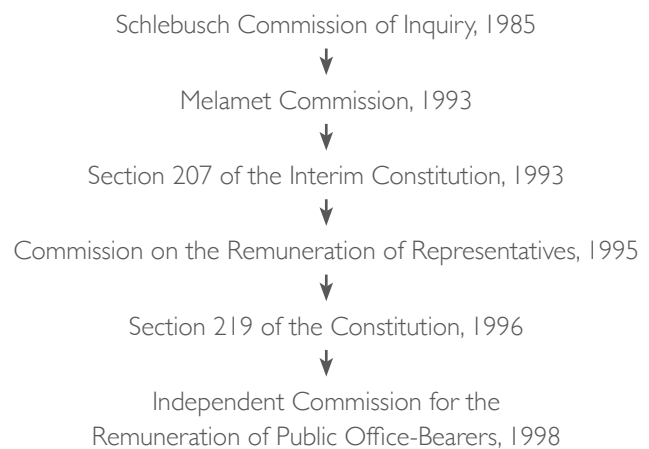 Schlebusch Commission of Inquiry, 1985
Melamet Commission, 1993
Section 207 of the Interim Constitution, 1993
Commission on the Remuneration of Representatives, 1995
Section 219 of the Constitution, 1996
Independent Commission for the
Remuneration of Public Office-Bearers, 1998